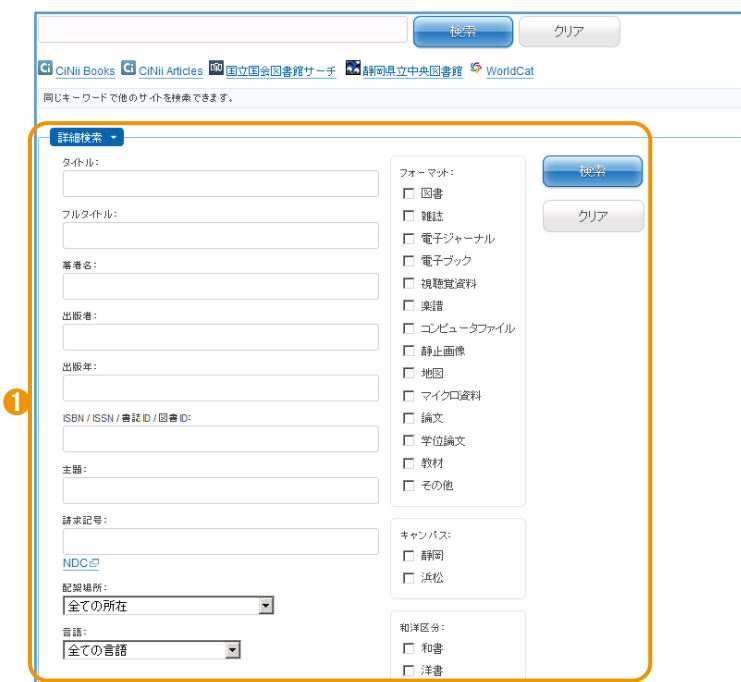 検索 クリア
CiNii Books CiNii Articles 国立国会図書館サーチ 静岡県立中央図書館 WorldCat
同じキーワードで他のサイトを検索できます。
詳細検索
1
タイトル:
フルタイトル:
著者名:
出版者:
出版年:
ISBN / ISSN / 書誌ID / 図書ID:
主題:
請求記号:
NDC
配架場所:
全ての所在
言語:
全ての言語
フォーマット:
図書
雑誌
電子ジャーナル
電子ブック
視聴覚資料
楽譜
コンピュータファイル
静止画像
地図
マイクロ資料
論文
学位論文
教材
その他
キャンパス:
静岡
浜松
和洋区分:
和書
洋書
検索
クリア